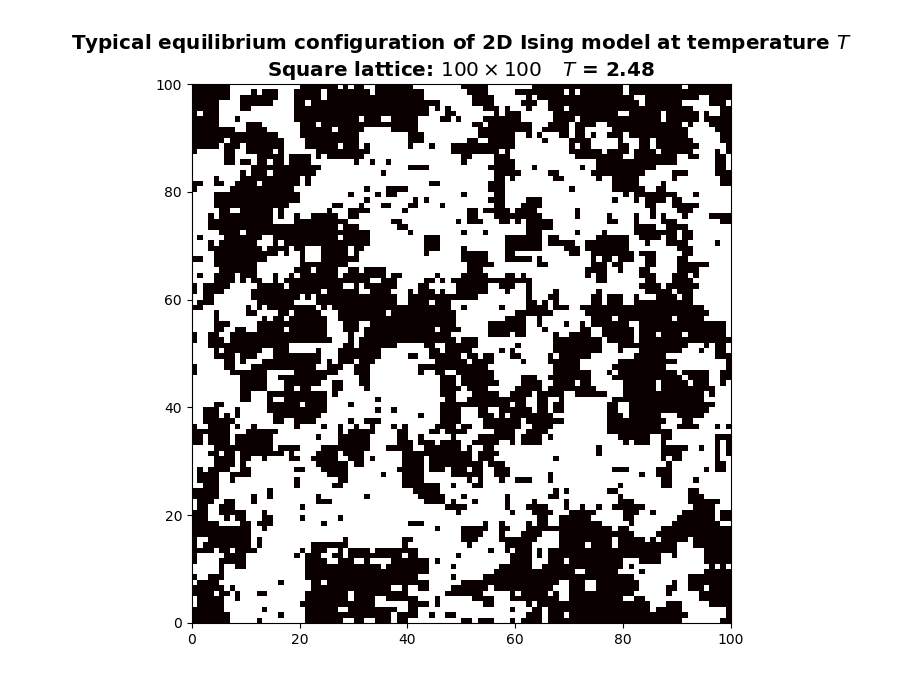 Typical equilibrium configuration of 2D Ising model at temperature T
Square lattice: 100 × 100 T = 2.48
100
80
60
40
20
0
0 20 40 60 80 100